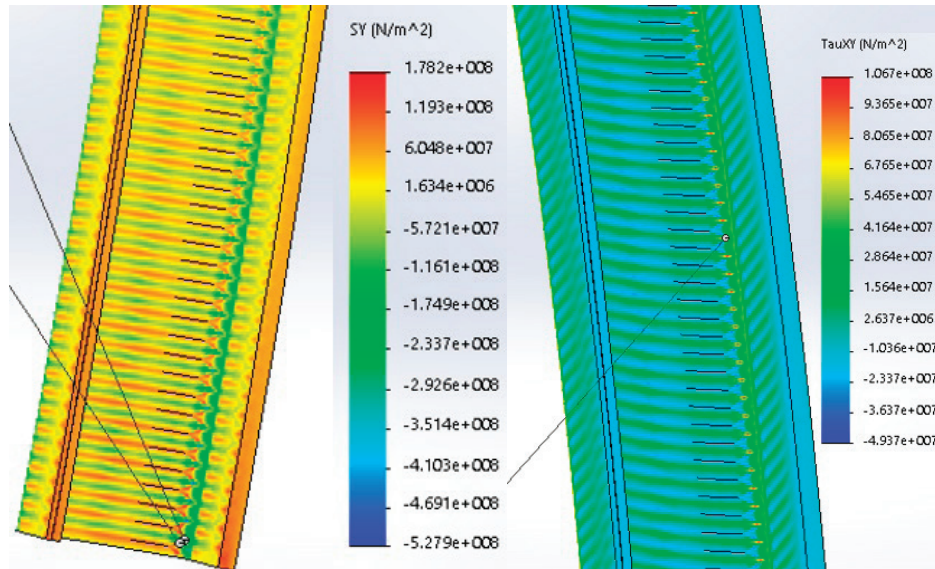 SY (N/m^2)
1.782e+008
1.193e+008
6.048e+007
1.634e+006
-5.721e+007
-1.161e+008
-1.749e+008
-2.337e+008
-2.926e+008
-3.514e+008
-4.103e+008
-4.691e+008
-5.279e+008
TauXY (N/m^2)
1.067e+008
9.365e+007
8.065e+007
6.765e+007
5.465e+007
4.164e+007
2.864e+007
1.564e+007
2.637e+006
-1.036e+007
-2.337e+007
-3.637e+007
-4.937e+007